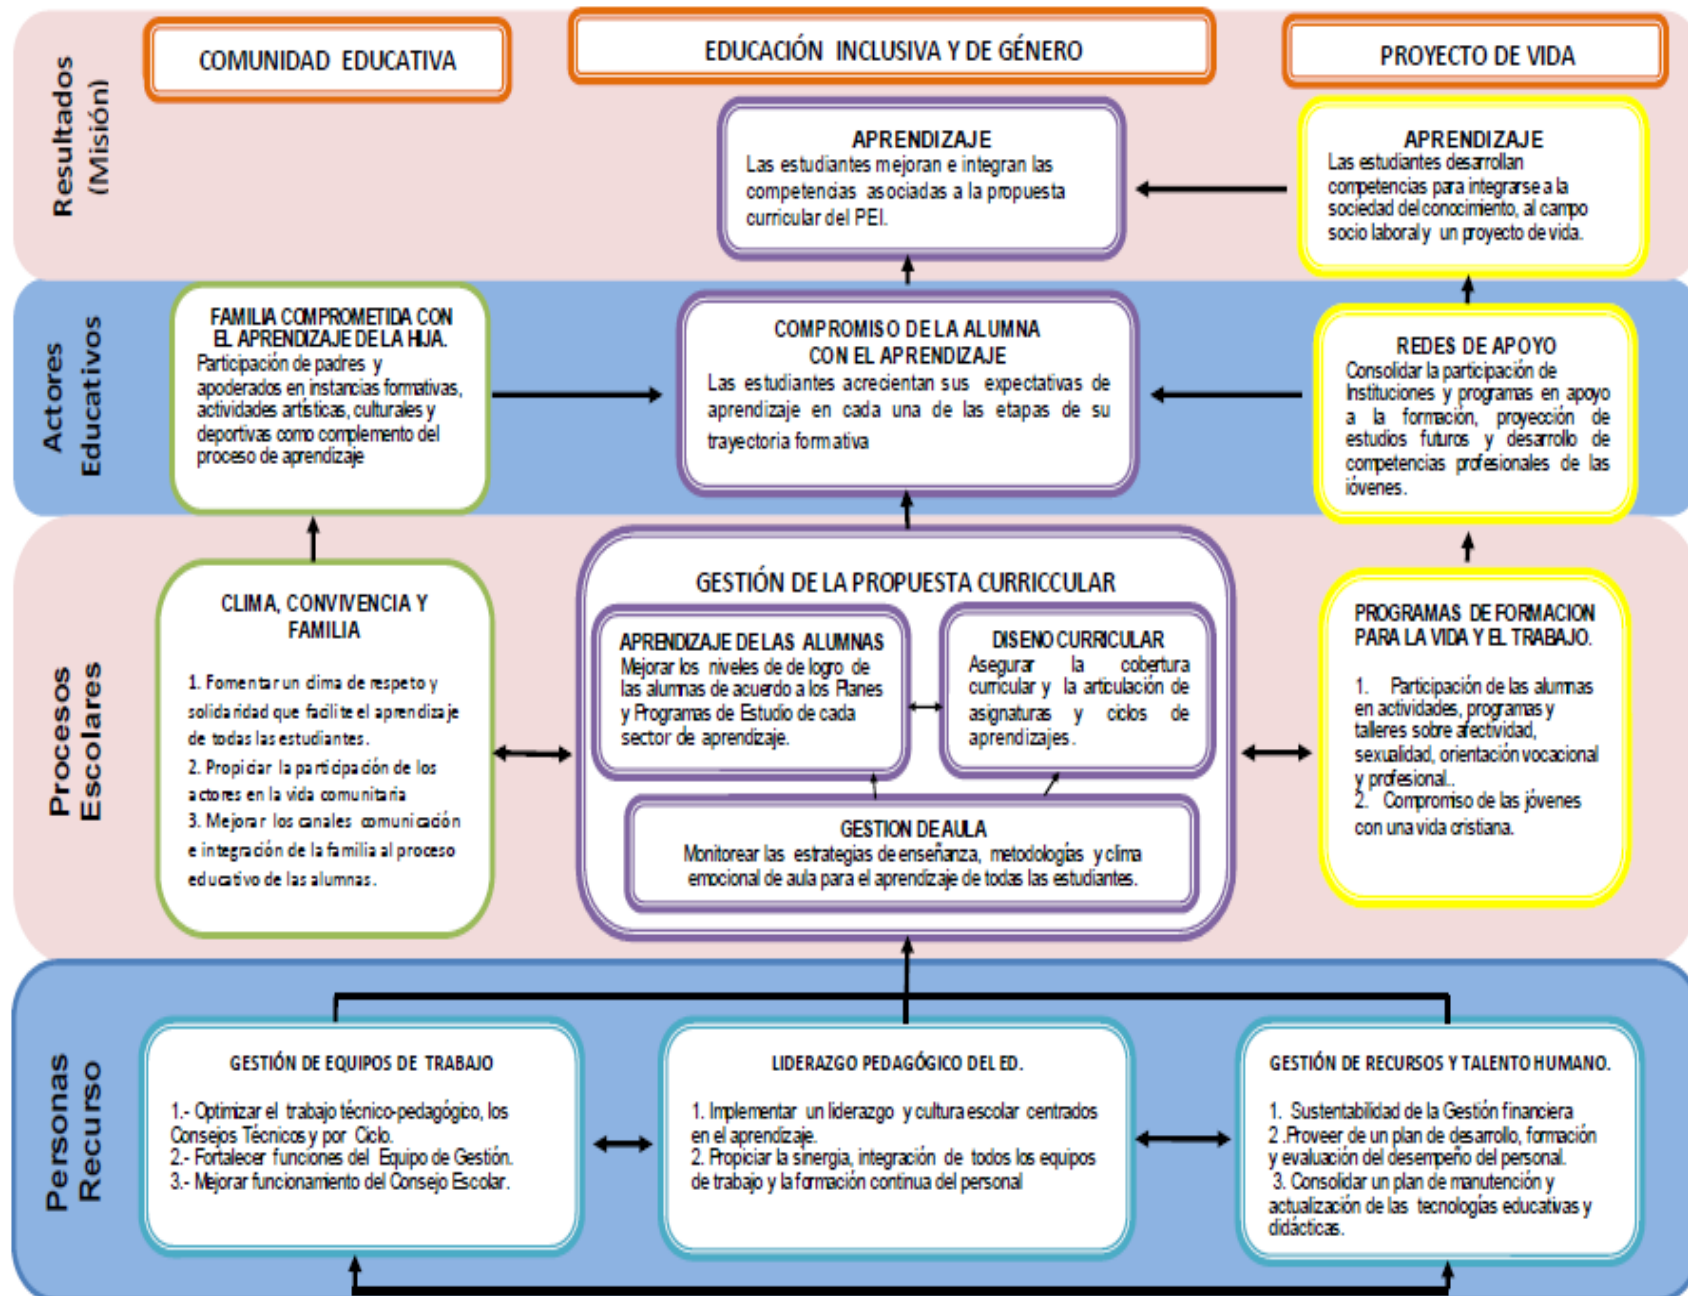 Resultados
(Misión)
COMUNIDAD EDUCATIVA
EDUCACIÓN INCLUSIVA Y DE GÉNERO
PROYECTO DE VIDA
APRENDIZAJE
Las estudiantes mejoran e integran las
competencias asociadas a la propuesta
curricular del PEI.
APRENDIZAJE
Las estudiantes desarrollan
competencias para integrarse a la
sociedad del conocimiento, al campo
socio laboral y un proyecto de vida.
Actores
Educativos
FAMILIA COMPROMETIDA CON
EL APRENDIZAJE DE LA HIJA.
Participación de padres y
apoderados en instancias formativas,
actividades artísticas, culturales y
deportivas como complemento del
proceso de aprendizaje
COMPROMISO DE LA ALUMNA
CON EL APRENDIZAJE
Las estudiantes acrecientan sus expectativas de
aprendizaje en cada una de las etapas de su
trayectoria formativa
REDES DE APOYO
Consolidar la participación de
Instituciones y programas en apoyo
a la formación, proyección de
estudios futuros y desarrollo de
competencias profesionales de las
jóvenes.
Procesos
Escolares
CLIMA, CONVIVENCIA Y
FAMILIA
1. Fomentar un clima de respeto y
solidaridad que facilite el aprendizaje
de todas las estudiantes.
2. Propiciar la participación de los
actores en la vida comunitaria
3. Mejorar los canales comunicación
e integración de la familia al proceso
educativo de las alumnas.
GESTIÓN DE LA PROPUESTA CURRICCULAR
APRENDIZAJE DE LAS ALUMNAS
Mejorar los niveles de de logro de
las alumnas de acuerdo a los Planes
y Programas de Estudio de cada
sector de aprendizaje.
DISENO CURRICULAR
Asegurar la cobertura
curricular y la articulación de
asignaturas y ciclos de
aprendizajes.
GESTION DE AULA
Monitorear las estrategias de enseñanza, metodologías y clima
emocional de aula para el aprendizaje de todas las estudiantes.
PROGRAMAS DE FORMACION
PARA LA VIDA Y EL TRABAJO.
1. Participación de las alumnas
en actividades, programas y
talleres sobre afectividad,
sexualidad, orientación vocacional
y profesional..
2. Compromiso de las jóvenes
con una vida cristiana.
Personas
Recurso
GESTIÓN DE EQUIPOS DE TRABAJO
1.- Optimizar el trabajo técnico-pedagógico, los
Consejos Técnicos y por Ciclo.
2.- Fortalecer funciones del Equipo de Gestión.
3.- Mejorar funcionamiento del Consejo Escolar.
LIDERAZGO PEDAGÓGICO DEL ED.
1. Implementar un liderazgo y cultura escolar centrados
en el aprendizaje.
2. Propiciar la sinergia, integración de todos los equipos
de trabajo y la formación continua del personal
GESTIÓN DE RECURSOS Y TALENTO HUMANO.
1. Sustentabilidad de la Gestión financiera
2 .Proveer de un plan de desarrollo, formación
y evaluación del desempeño del personal.
3. Consolidar un plan de manutención y
actualización de las tecnologías educativas y
didácticas.